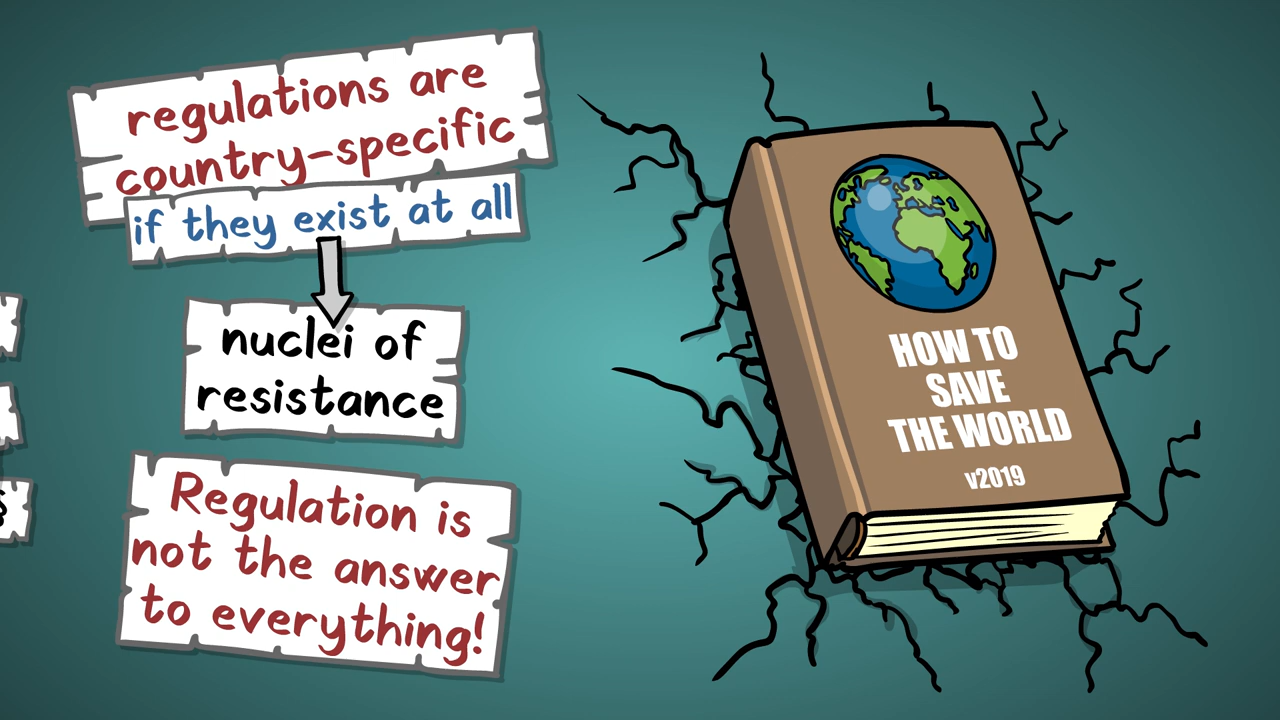 regulations are
country-specific
if they exist at all
nuclei of
resistance
Regulation is
not the answer
to everything!
HOW TO
SAVE
THE WORLD
v2019